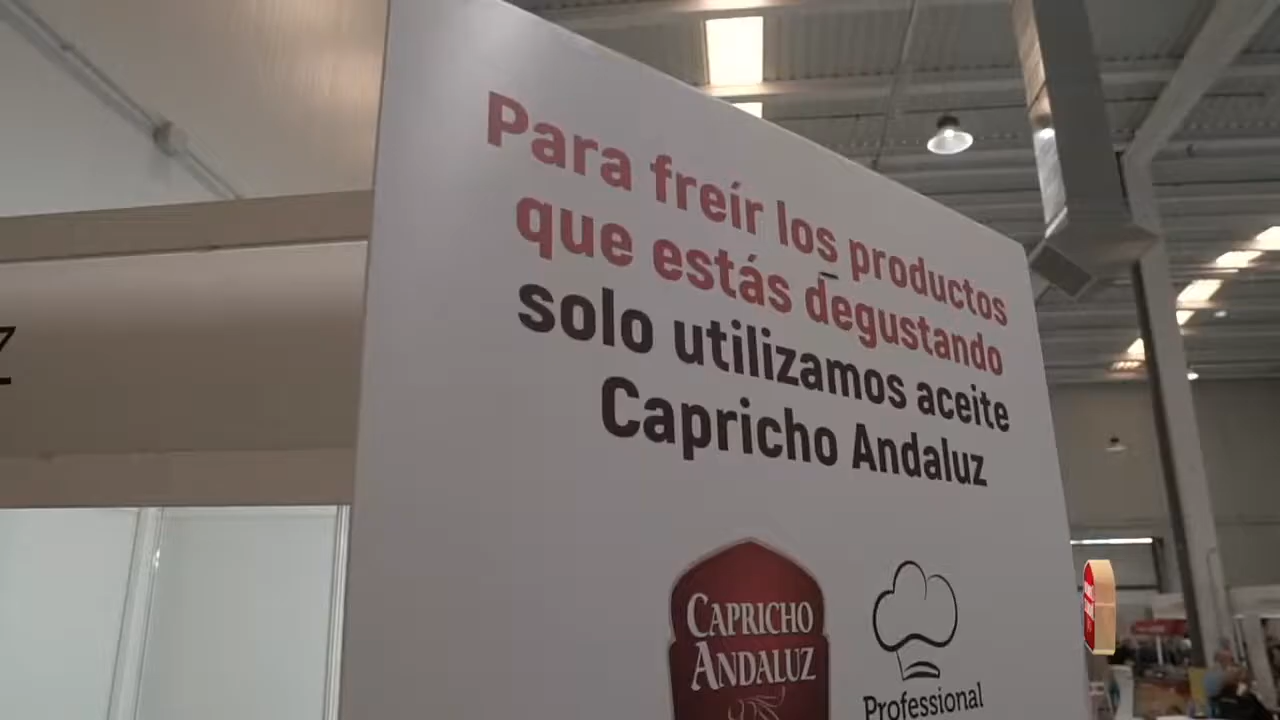 Para freír los productos
que estás degustando
solo utilizamos aceite
Capricho Andaluz
CAPRICHO
ANDALUZ
Professional